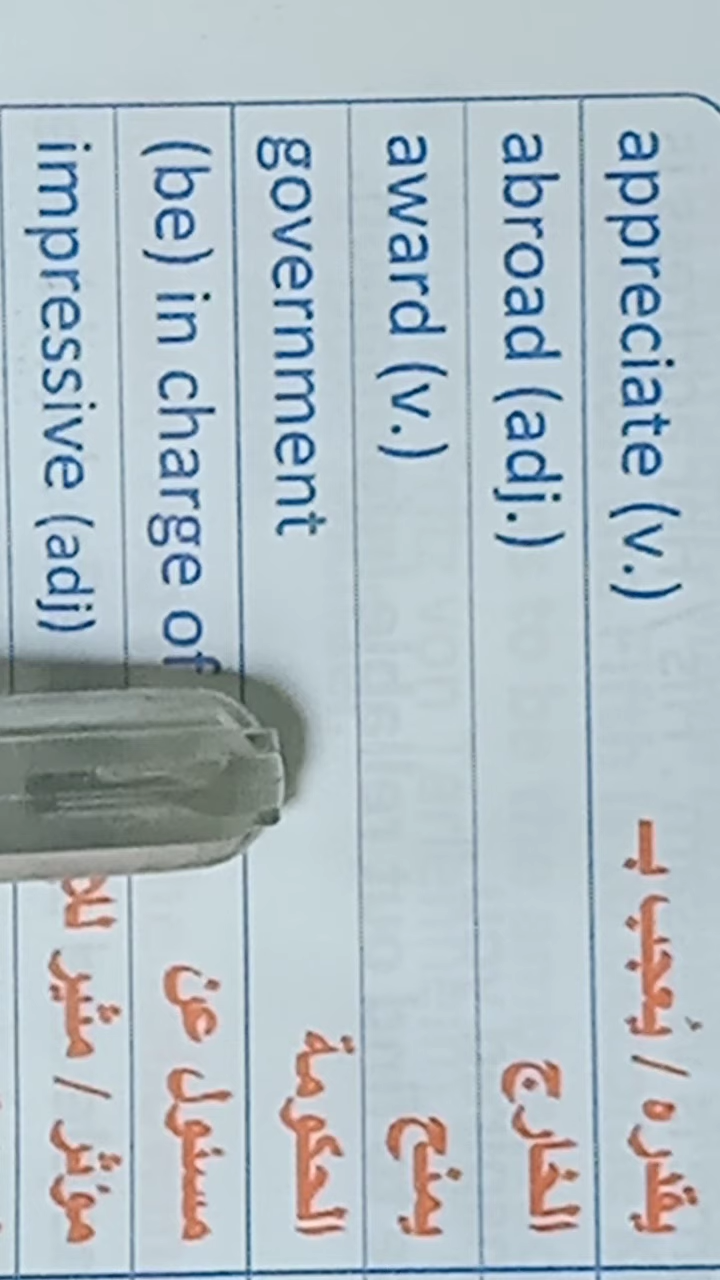 appreciate (v.) يقدره / يُعجب بـ
abroad (adj.) الخارج
award (v.) يمنح
government الحكومة
(be) in charge of مسئول عن
impressive (adj) مؤثر / مثير